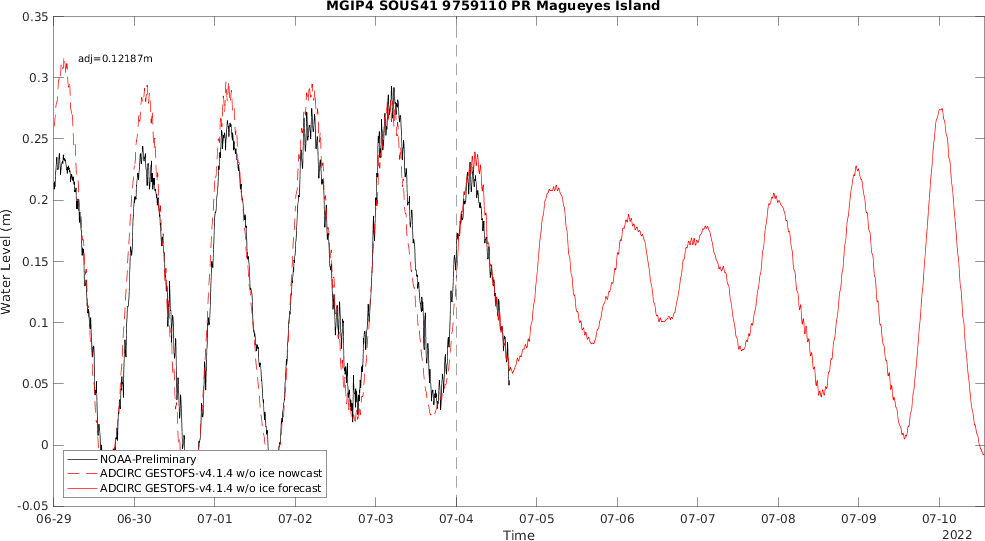 MGIP4 SOUS41 9759110 PR Magueyes Island
0.35
adj=0.12187m
0.3
0.25
0.2
0.15
0.1
0.05
0
-0.05
Water Level (m)
NOAA-Preliminary
ADCIRC GESTOFS-v4.1.4 w/o ice nowcast
ADCIRC GESTOFS-v4.1.4 w/o ice forecast
06-29 06-30 07-01 07-02 07-03 07-04 07-05 07-06 07-07 07-08 07-09 07-10
Time
2022